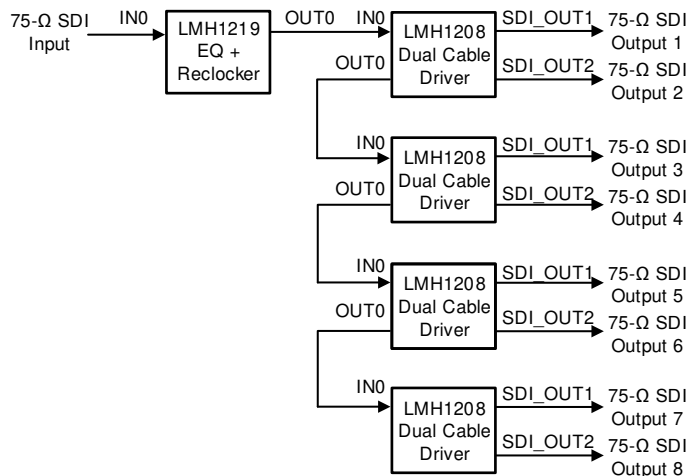 75-Ω SDI
Input
IN0
LMH1219
EQ +
Reclocker
OUT0
IN0
LMH1208
Dual Cable
Driver
OUT0
SDI_OUT1
75-Ω SDI
Output 1
SDI_OUT2
75-Ω SDI
Output 2
IN0
LMH1208
Dual Cable
Driver
OUT0
SDI_OUT1
75-Ω SDI
Output 3
SDI_OUT2
75-Ω SDI
Output 4
IN0
LMH1208
Dual Cable
Driver
OUT0
SDI_OUT1
75-Ω SDI
Output 5
SDI_OUT2
75-Ω SDI
Output 6
IN0
LMH1208
Dual Cable
Driver
SDI_OUT1
75-Ω SDI
Output 7
SDI_OUT2
75-Ω SDI
Output 8